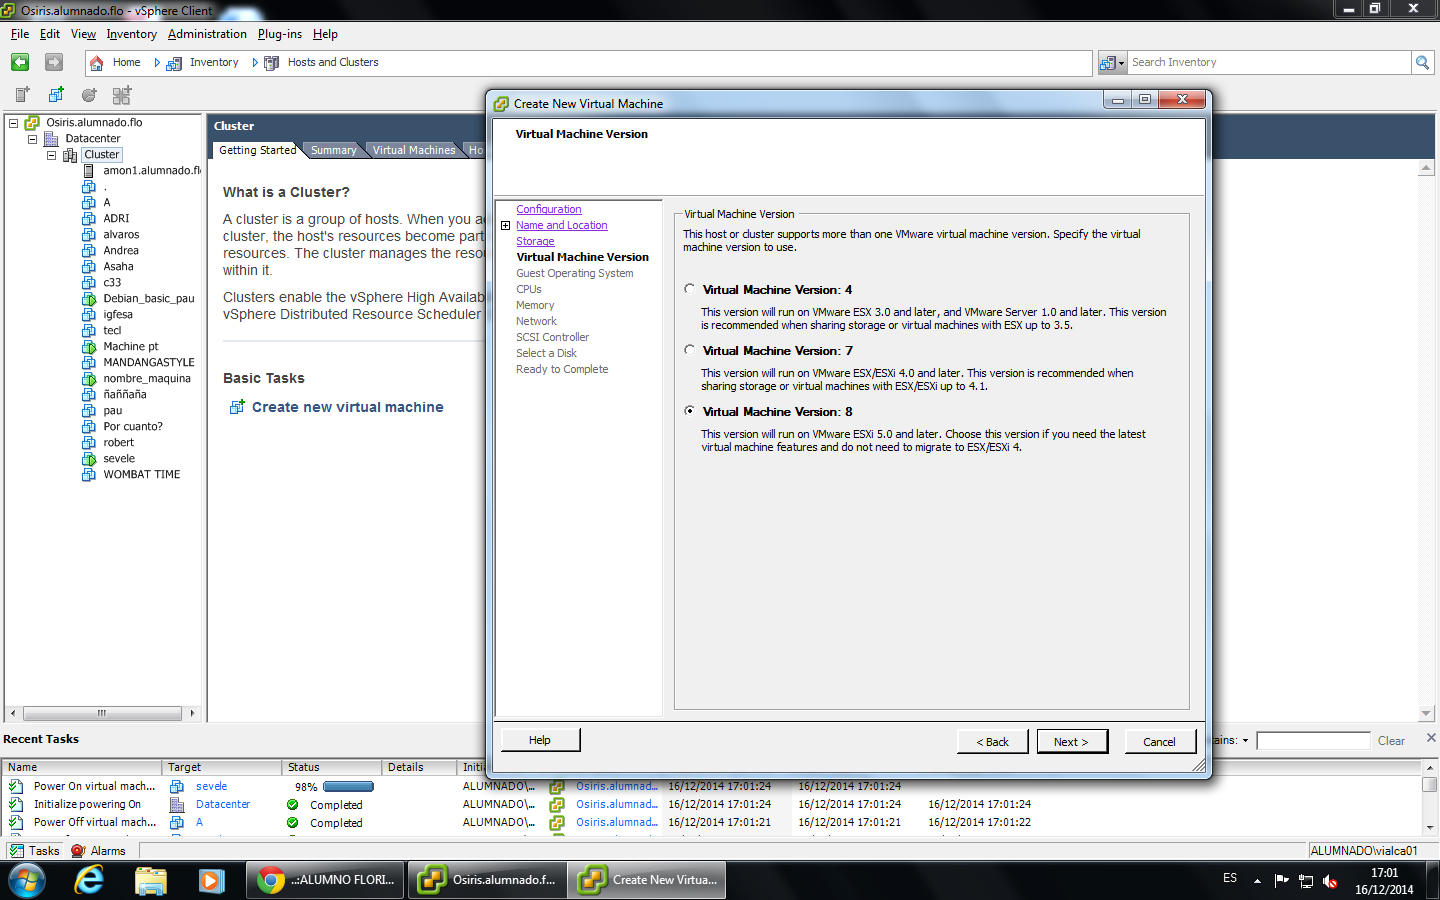 Osiris.alumnado.flo - vSphere Client
File Edit View Inventory Administration Plug-ins Help
Home Inventory Hosts and Clusters
Search Inventory
Osiris.alumnado.flo
Datacenter
Cluster
amon1.alumnado.fl
.
A
ADRI
alvaros
Andrea
Asaha
c33
Debian_basic_pau
igfesa
tecl
Machine pt
MANDANGASTYLE
nombre_maquina
ñaññaña
pau
Por cuanto?
robert
sevele
WOMBAT TIME
Cluster
Getting Started Summary Virtual Machines Ho
What is a Cluster?
A cluster is a group of hosts. When you a
cluster, the host's resources become part
resources. The cluster manages the reso
within it.
Clusters enable the vSphere High Availab
vSphere Distributed Resource Scheduler
Basic Tasks
Create new virtual machine
Create New Virtual Machine
Virtual Machine Version
Configuration
Name and Location
Storage
Virtual Machine Version
Guest Operating System
CPUs
Memory
Network
SCSI Controller
Select a Disk
Ready to Complete
Virtual Machine Version
This host or cluster supports more than one VMware virtual machine version. Specify the virtual
machine version to use.
Virtual Machine Version: 4
This version will run on VMware ESX 3.0 and later, and VMware Server 1.0 and later. This version
is recommended when sharing storage or virtual machines with ESX up to 3.5.
Virtual Machine Version: 7
This version will run on VMware ESX/ESXi 4.0 and later. This version is recommended when
sharing storage or virtual machines with ESX/ESXi up to 4.1.
Virtual Machine Version: 8
This version will run on VMware ESXi 5.0 and later. Choose this version if you need the latest
virtual machine features and do not need to migrate to ESX/ESXi 4.
Help < Back Next > Cancel
Recent Tasks
ains: Clear
Name Target Status Details Initi
Power On virtual mach... sevele 98% ALUMNADO\... Osiris.alumnad... 16/12/2014 17:01:24 16/12/2014 17:01:24
Initialize powering On Datacenter Completed ALUMNADO\... Osiris.alumnad... 16/12/2014 17:01:24 16/12/2014 17:01:24 16/12/2014 17:01:24
Power Off virtual mach... A Completed ALUMNADO\... Osiris.alumnad... 16/12/2014 17:01:21 16/12/2014 17:01:21 16/12/2014 17:01:22
Tasks Alarms
ALUMNADO\vialca01
..:ALUMNO FLORI... Osiris.alumnado.f... Create New Virtua...
ES
17:01
16/12/2014